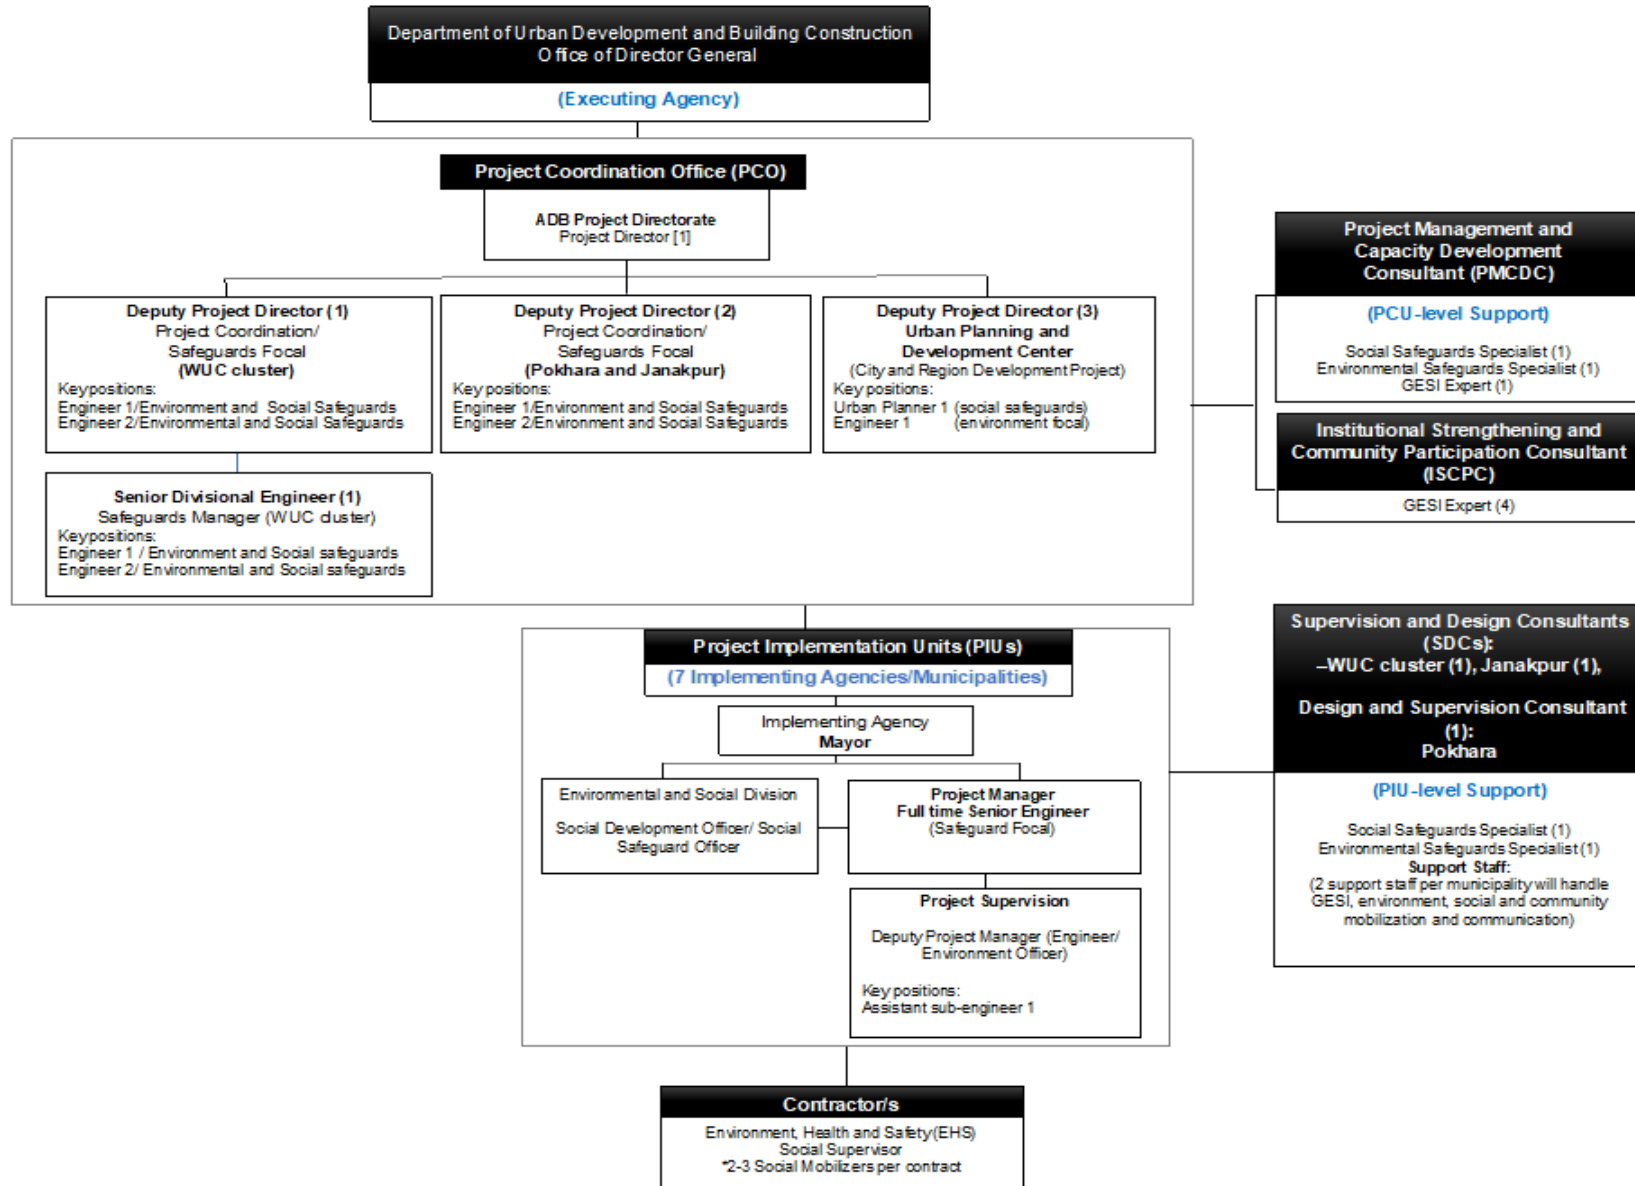 Department of Urban Development and Building Construction
Office of Director General
(Executing Agency)
Project Coordination Office (PCO)
ADB Project Directorate
Project Director [1]
Deputy Project Director (1)
Project Coordination/
Safeguards Focal
(WUC cluster)
Key positions:
Engineer 1/Environment and Social Safeguards
Engineer 2/Environmental and Social Safeguards
Deputy Project Director (2)
Project Coordination/
Safeguards Focal
(Pokhara and Janakpur)
Key positions:
Engineer 1/Environment and Social Safeguards
Engineer 2/Environment and Social Safeguards
Deputy Project Director (3)
Urban Planning and
Development Center
(City and Region Development Project)
Key positions:
Urban Planner 1 (social safeguards)
Engineer 1 (environment focal)
Senior Divisional Engineer (1)
Safeguards Manager (WUC cluster)
Key positions:
Engineer 1 / Environment and Social safeguards
Engineer 2/ Environmental and Social safeguards
Project Management and
Capacity Development
Consultant (PMCDC)
(PCU-level Support)
Social Safeguards Specialist (1)
Environmental Safeguards Specialist (1)
GESI Expert (1)
Institutional Strengthening and
Community Participation Consultant
(ISCPC)
GESI Expert (4)
Project Implementation Units (PIUs)
(7 Implementing Agencies/Municipalities)
Implementing Agency
Mayor
Environmental and Social Division
Social Development Officer/ Social
Safeguard Officer
Project Manager
Full time Senior Engineer
(Safeguard Focal)
Project Supervision
Deputy Project Manager (Engineer/
Environment Officer)
Key positions:
Assistant sub-engineer 1
Supervision and Design Consultants
(SDCs):
–WUC cluster (1), Janakpur (1),
Design and Supervision Consultant
(1):
Pokhara
(PIU-level Support)
Social Safeguards Specialist (1)
Environmental Safeguards Specialist (1)
Support Staff:
(2 support staff per municipality will handle
GESI, environment, social and community
mobilization and communication)
Contractor/s
Environment, Health and Safety(EHS)
Social Supervisor
*2-3 Social Mobilizers per contract